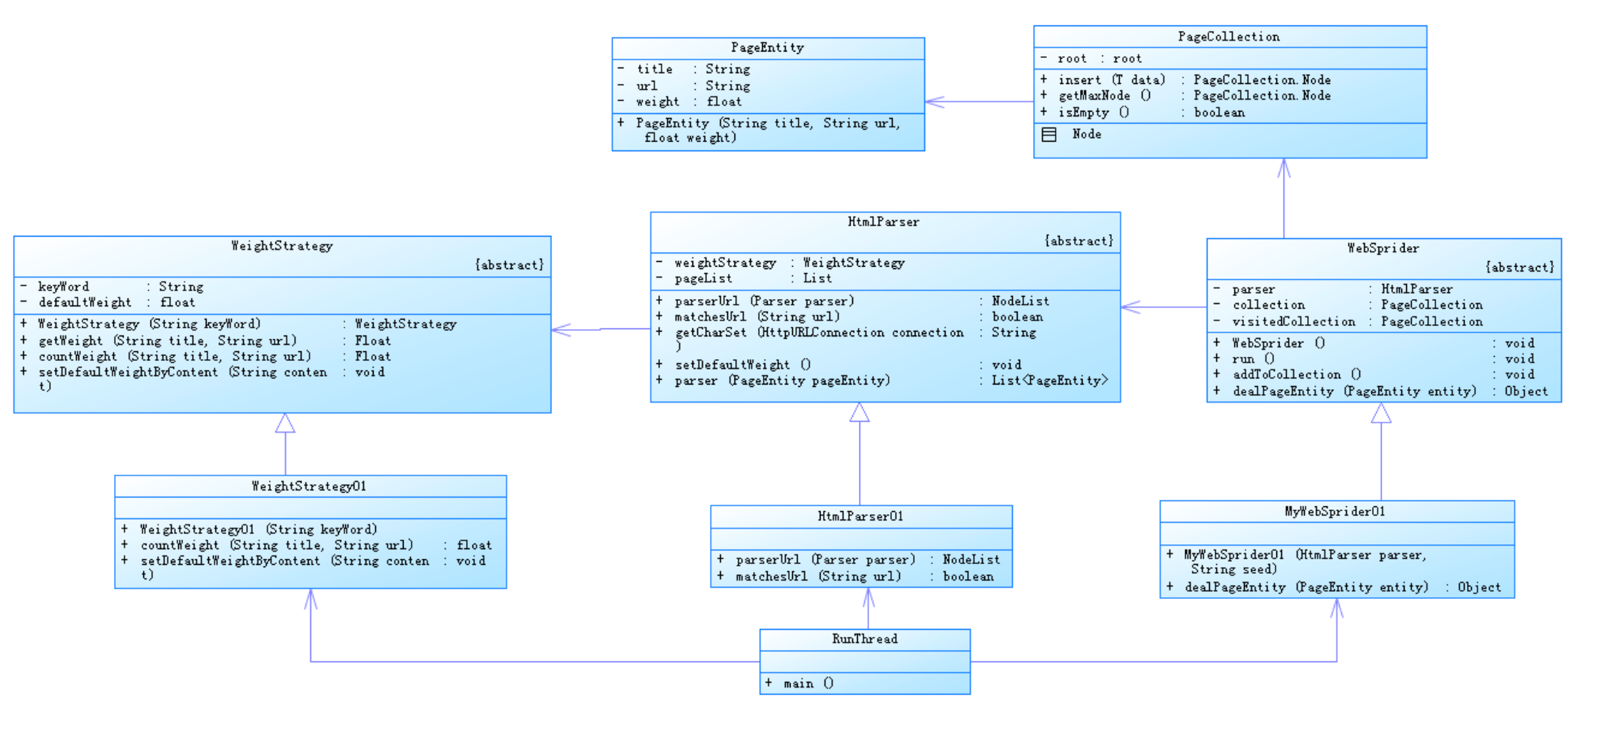 PageEntity
- title : String
- url : String
- weight : float
+ PageEntity (String title, String url,
float weight)
PageCollection
- root : root
+ insert (T data) : PageCollection.Node
+ getMaxNode () : PageCollection.Node
+ isEmpty () : boolean
Node
WeightStrategy
{abstract}
- keyWord : String
- defaultWeight : float
+ WeightStrategy (String keyWord) : WeightStrategy
+ getWeight (String title, String url) : Float
+ countWeight (String title, String url) : Float
+ setDefaultWeightByContent (String conten : void
t)
HtmlParser
{abstract}
- weightStrategy : WeightStrategy
- pageList : List
+ parserUrl (Parser parser) : NodeList
+ matchesUrl (String url) : boolean
+ getCharSet (HttpURLConnection connection : String
)
+ setDefaultWeight () : void
+ parser (PageEntity pageEntity) : List<PageEntity>
WebSprider
{abstract}
- parser : HtmlParser
- collection : PageCollection
- visitedCollection : PageCollection
+ WebSprider () : void
+ run () : void
+ addToCollection () : void
+ dealPageEntity (PageEntity entity) : Object
WeightStrategy01
+ WeightStrategy01 (String keyWord)
+ countWeight (String title, String url) : float
+ setDefaultWeightByContent (String conten : void
t)
HtmlParser01
+ parserUrl (Parser parser) : NodeList
+ matchesUrl (String url) : boolean
MyWebSprider01
+ MyWebSprider01 (HtmlParser parser,
String seed)
+ dealPageEntity (PageEntity entity) : Object
RunThread
+ main ()